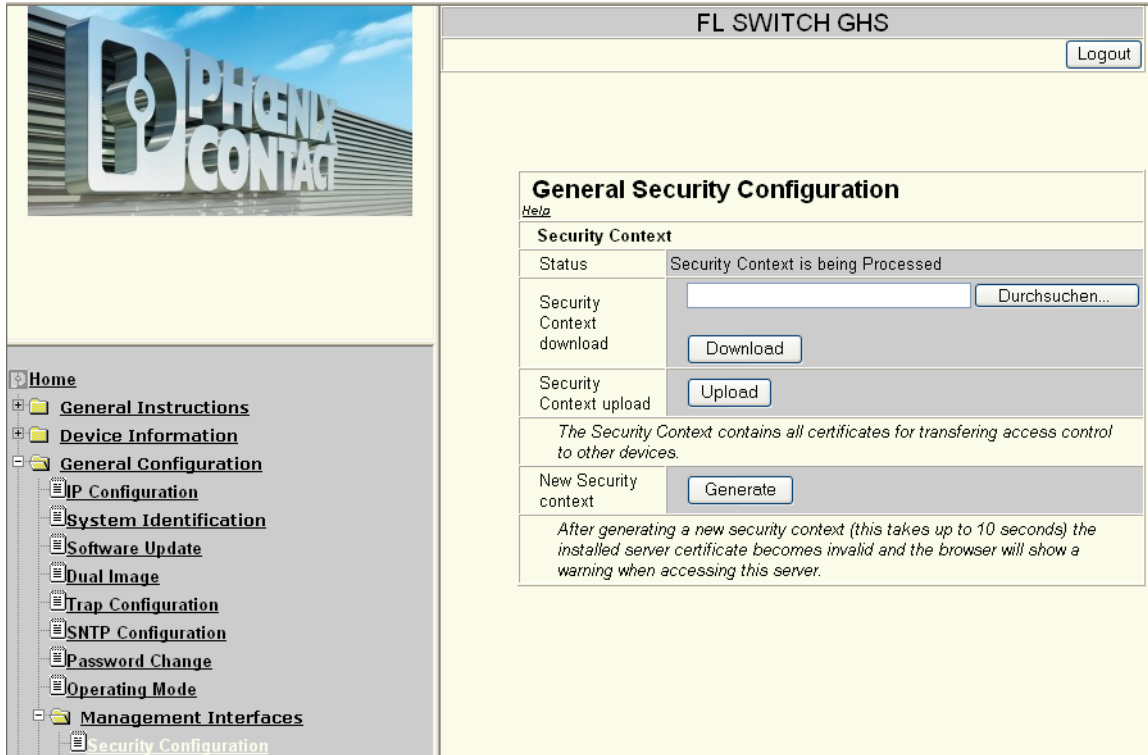 PHŒNIX
CONTACT
FL SWITCH GHS
Logout
General Security Configuration
Help
Security Context
Status
Security Context is being Processed
Security
Context
download
Durchsuchen...
Download
Security
Context upload
Upload
The Security Context contains all certificates for transfering access control
to other devices.
New Security
context
Generate
After generating a new security context (this takes up to 10 seconds) the
installed server certificate becomes invalid and the browser will show a
warning when accessing this server.
Home
General Instructions
Device Information
General Configuration
IP Configuration
System Identification
Software Update
Dual Image
Trap Configuration
SNTP Configuration
Password Change
Operating Mode
Management Interfaces
Security Configuration